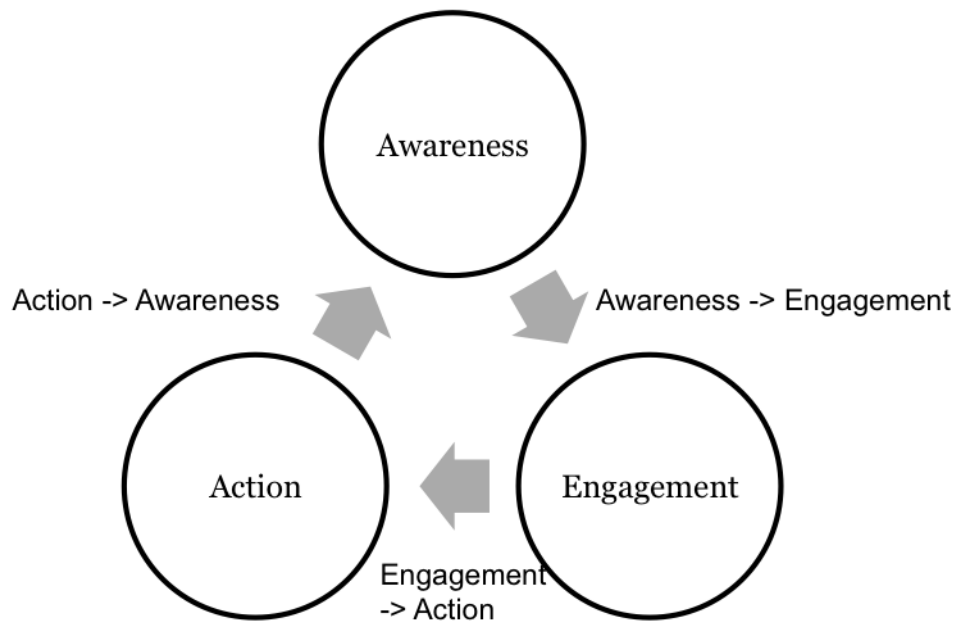 Awareness
Action -> Awareness
Awareness -> Engagement
Action
Engagement
Engagement
-> Action